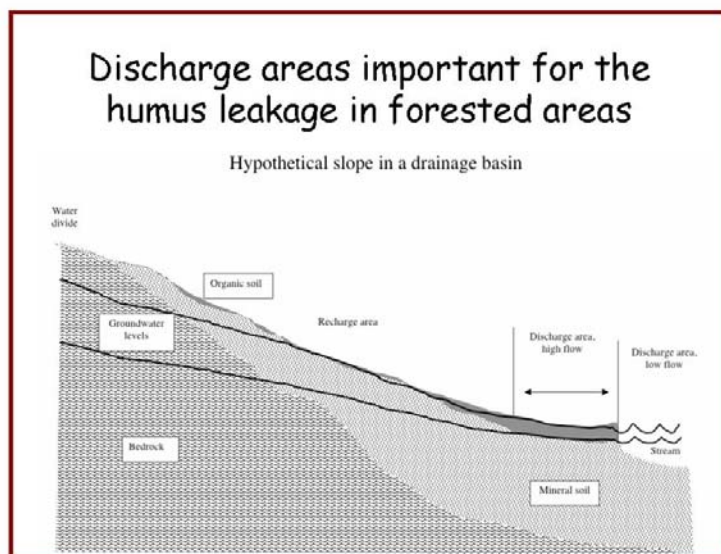 Discharge areas important for the
humus leakage in forested areas
Hypothetical slope in a drainage basin
Water
divide
Organic soil
Recharge area
Groundwater
levels
Discharge area,
high flow
Discharge area,
low flow
Bedrock
Stream
Mineral soil